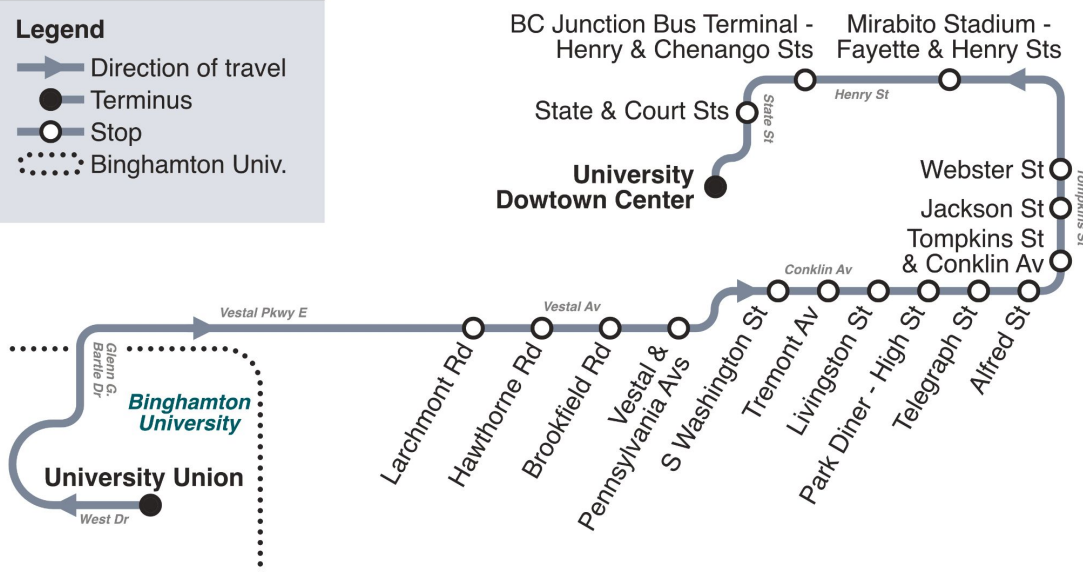 Legend
Direction of travel
Terminus
Stop
Binghamton Univ.
BC Junction Bus Terminal -
Henry & Chenango Sts
Mirabito Stadium -
Fayette & Henry Sts
Henry St
State & Court Sts
State St
University
Dowtown Center
Webster St
Jackson St
Tompkins St
& Conklin Av
Tompkins St
Conklin Av
Vestal Pkwy E
Vestal Av
Larchmont Rd
Hawthorne Rd
Brookfield Rd
Vestal &
Pennsylvania Avs
S Washington St
Tremont Av
Livingston St
Park Diner - High St
Telegraph St
Alfred St
Glenn G.
Bartle Dr
Binghamton
University
University Union
West Dr